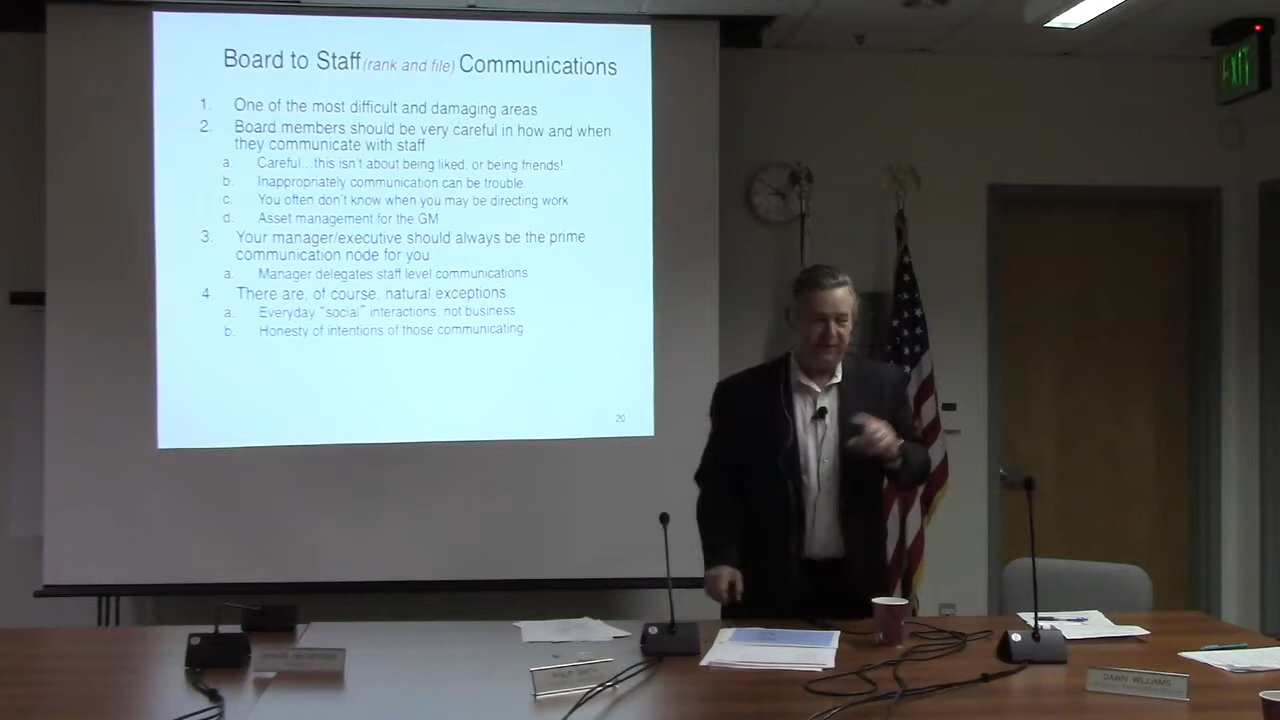 Board to Staff (rank and file) Communications
1. One of the most difficult and damaging areas
2. Board members should be very careful in how and when
they communicate with staff
a. Careful...this isn't about being liked, or being friends!
b. Inappropriately communication can be trouble.
c. You often don't know when you may be directing work
d. Asset management for the GM
3. Your manager/executive should always be the prime
communication node for you
a. Manager delegates staff level communications
4. There are, of course, natural exceptions
a. Everyday "social" interactions, not business
b. Honesty of intentions of those communicating
20
EXIT
DAWN WILLIAMS